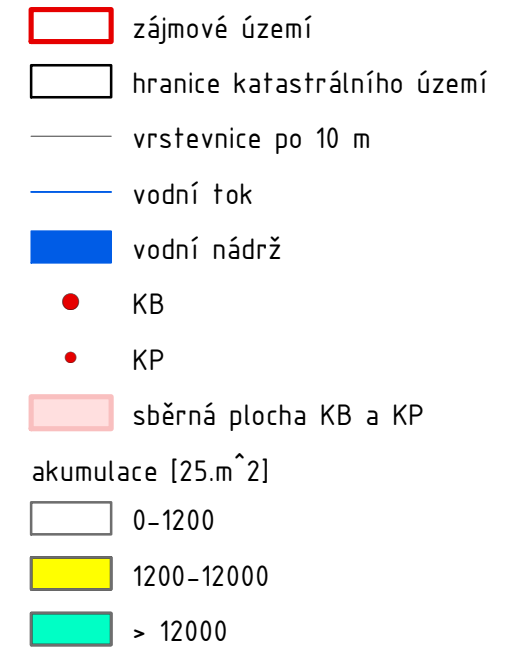 zájmové území
hranice katastrálního území
vrstevnice po 10 m
vodní tok
vodní nádrž
KB
KP
sběrná plocha KB a KP
akumulace [25.m^2]
0-1200
1200-12000
> 12000